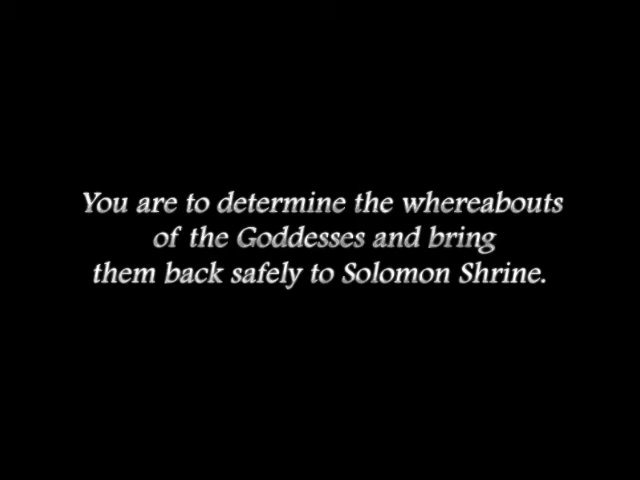 You are to determine the whereabouts
of the Goddesses and bring
them back safely to Solomon Shrine.